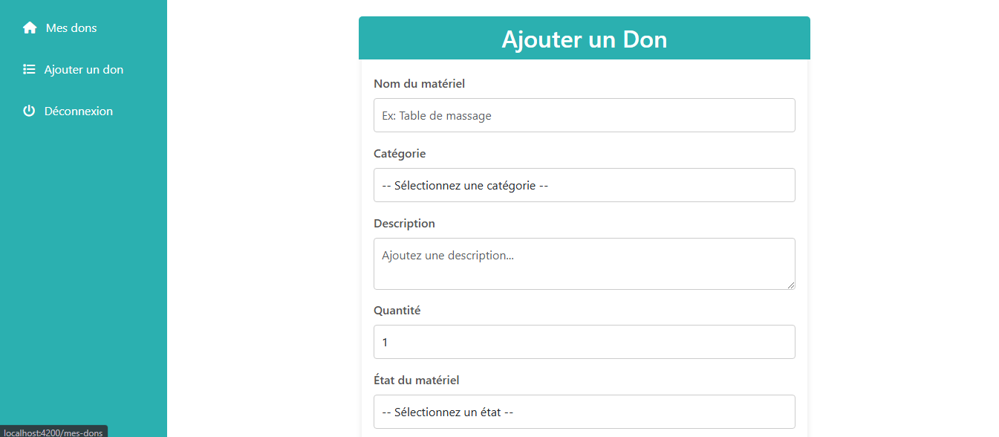 Mes dons
Ajouter un don
Déconnexion
Ajouter un Don
Nom du matériel
Ex: Table de massage
Catégorie
-- Sélectionnez une catégorie --
Description
Ajoutez une description...
Quantité
1
État du matériel
-- Sélectionnez un état --
localhost:4200/mes-dons